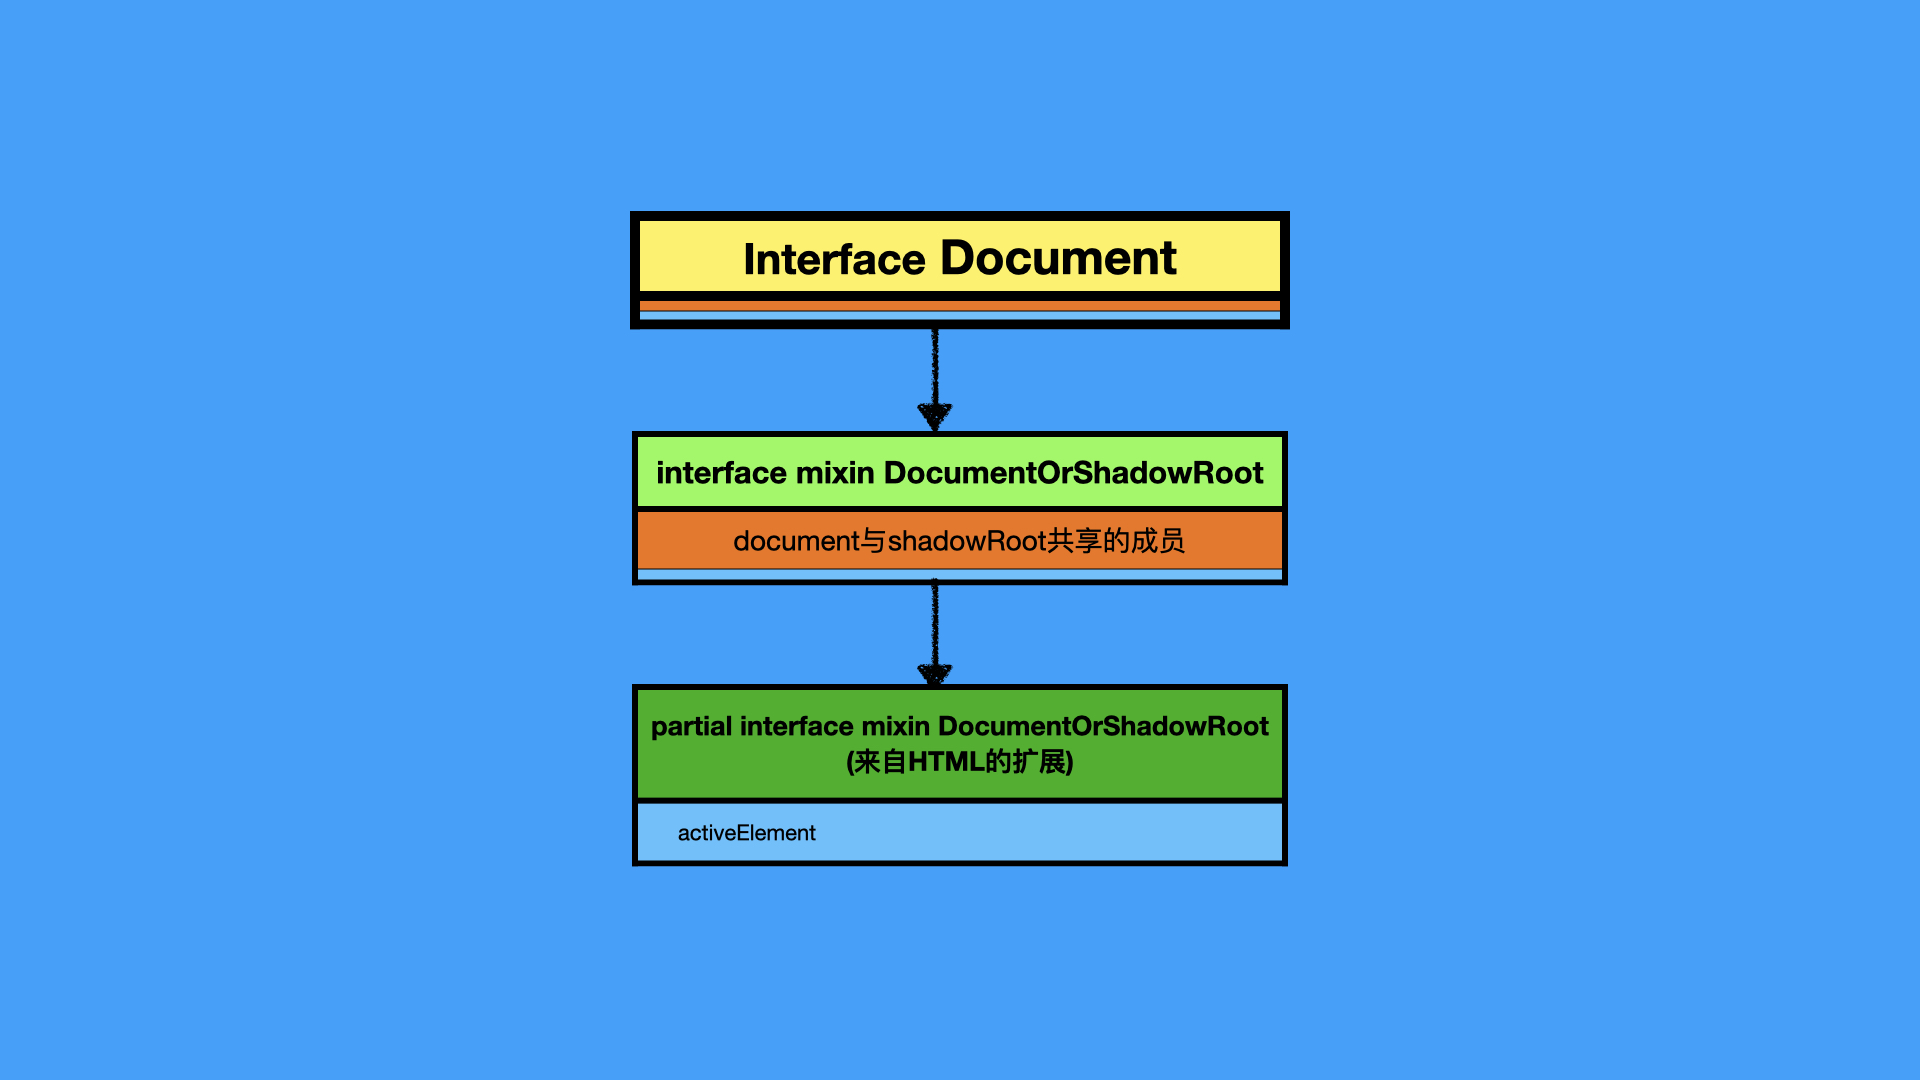 Interface Document
interface mixin DocumentOrShadowRoot
document与shadowRoot共享的成员
partial interface mixin DocumentOrShadowRoot
(来自HTML的扩展)
activeElement